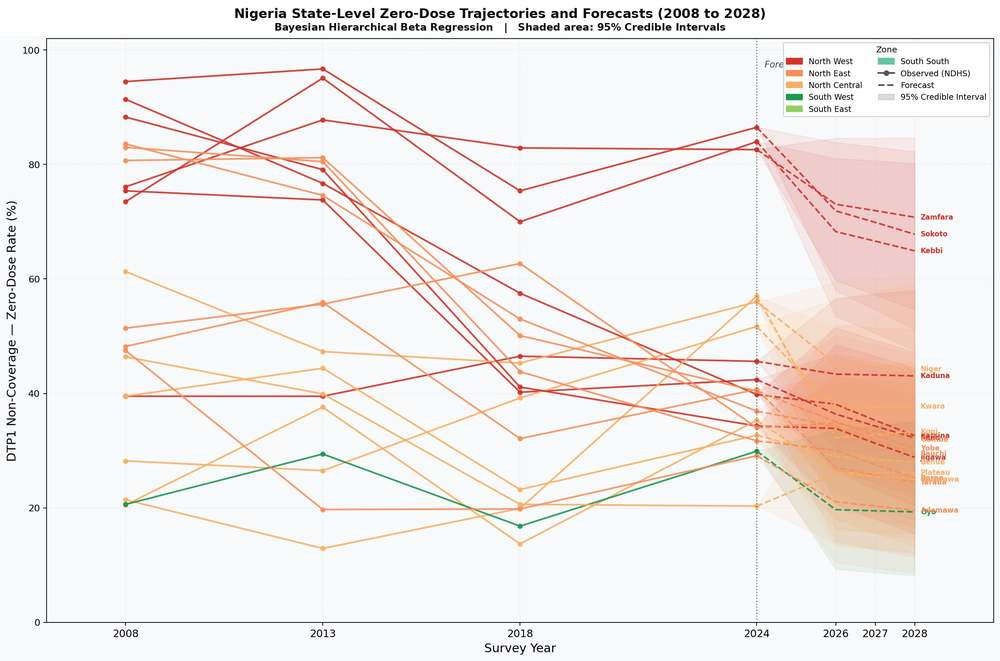 Nigeria State-Level Zero-Dose Trajectories and Forecasts (2008 to 2028)
Bayesian Hierarchical Beta Regression | Shaded area: 95% Credible Intervals
DTP1 Non-Coverage — Zero-Dose Rate (%)
100
80
60
40
20
0
Fore
Zone
North West
North East
North Central
South West
South East
South South
Observed (NDHS)
Forecast
95% Credible Interval
Zamfara
Sokoto
Kebbi
Niger
Kaduna
Kwara
Kogi
Yobe
Bauchi
Jigawa
Benue
Plateau
Taraba
Adamawa
Oyo
2008
2013
2018
2024
2026
2027
2028
Survey Year